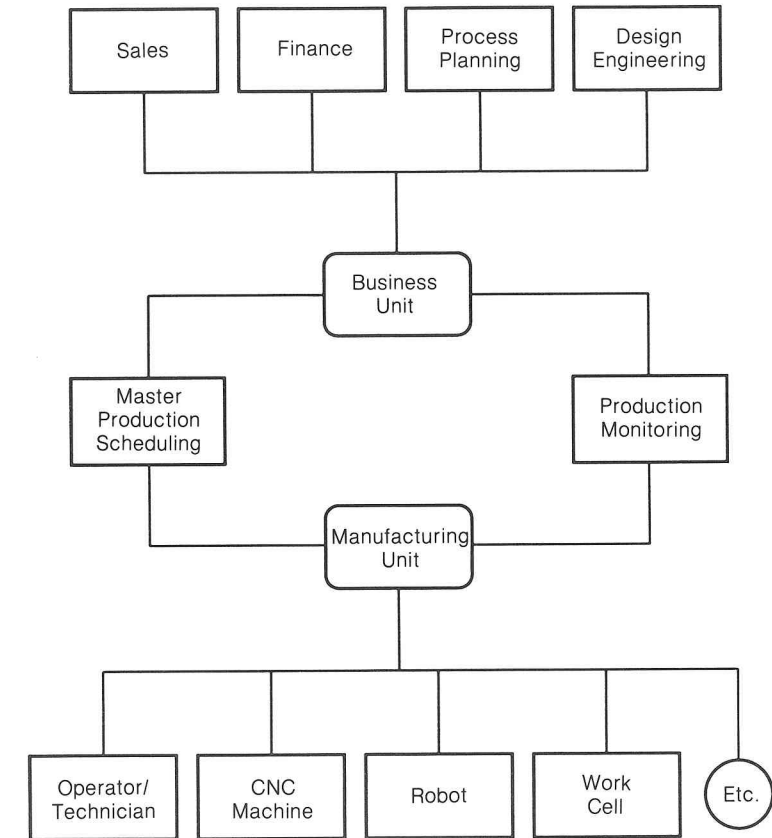 Sales
Finance
Process
Planning
Design
Engineering
Business
Unit
Master
Production
Scheduling
Production
Monitoring
Manufacturing
Unit
Operator/
Technician
CNC
Machine
Robot
Work
Cell
Etc.